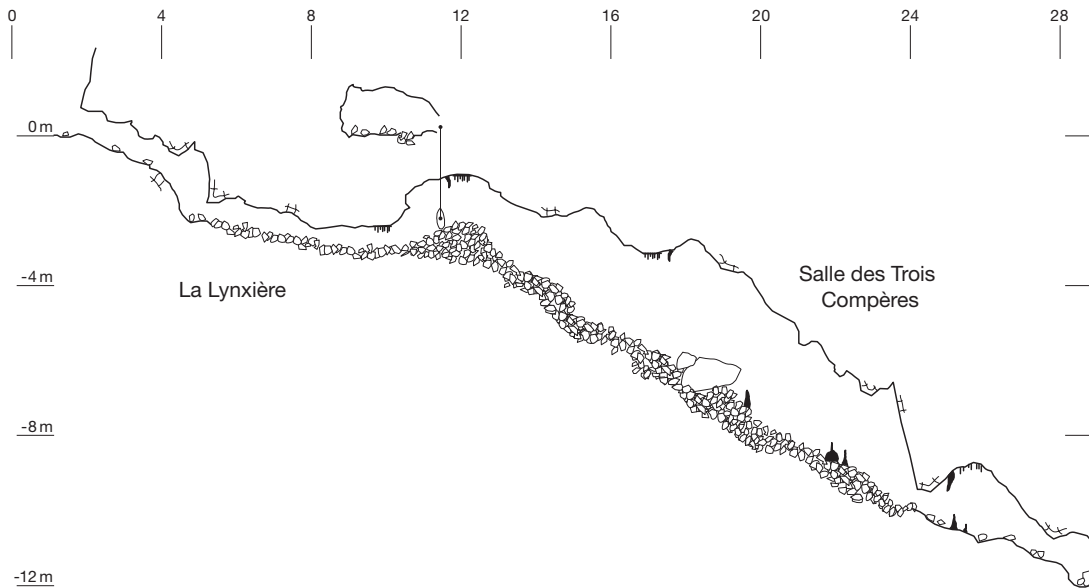 0 4 8 12 16 20 24 28
0 m
-4 m
La Lynxière
Salle des Trois
Compères
-8 m
-12 m